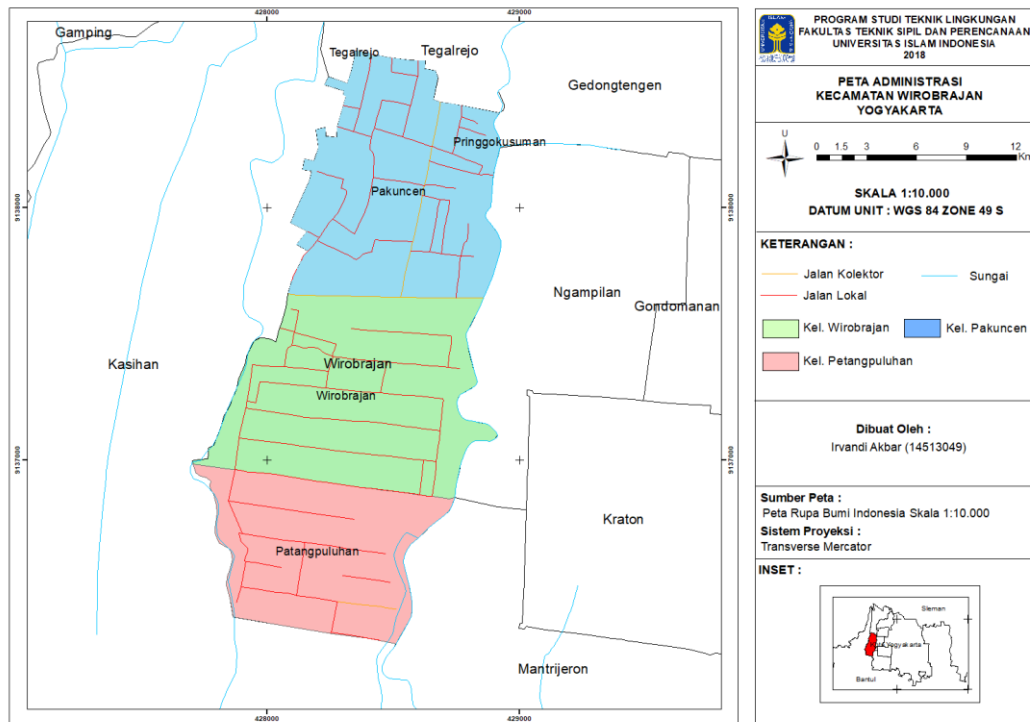 428000
429000
Gamping
Tegalrejo
Tegalrejo
Gedongtengen
Pringgokusuman
Pakuncen
9138000
9138000
Ngampilan
Gondomanan
Kasihan
Wirobrajan
Wirobrajan
9137000
9137000
Kraton
Patangpuluhan
Mantrijeron
428000
429000
PROGRAM STUDI TEKNIK LINGKUNGAN
FAKULTAS TEKNIK SIPIL DAN PERENCANAAN
UNIVERSITAS ISLAM INDONESIA
2018
PETA ADMINISTRASI
KECAMATAN WIROBRAJAN
YOGYAKARTA
U
0 1.5 3 6 9 12
Km
SKALA 1:10.000
DATUM UNIT : WGS 84 ZONE 49 S
KETERANGAN :
Jalan Kolektor
Sungai
Jalan Lokal
Kel. Wirobrajan
Kel. Pakuncen
Kel. Petangpuluhan
Dibuat Oleh :
Irvandi Akbar (14513049)
Sumber Peta :
Peta Rupa Bumi Indonesia Skala 1:10.000
Sistem Proyeksi :
Transverse Mercator
INSET :
Sleman
Yogyakarta
Bantul